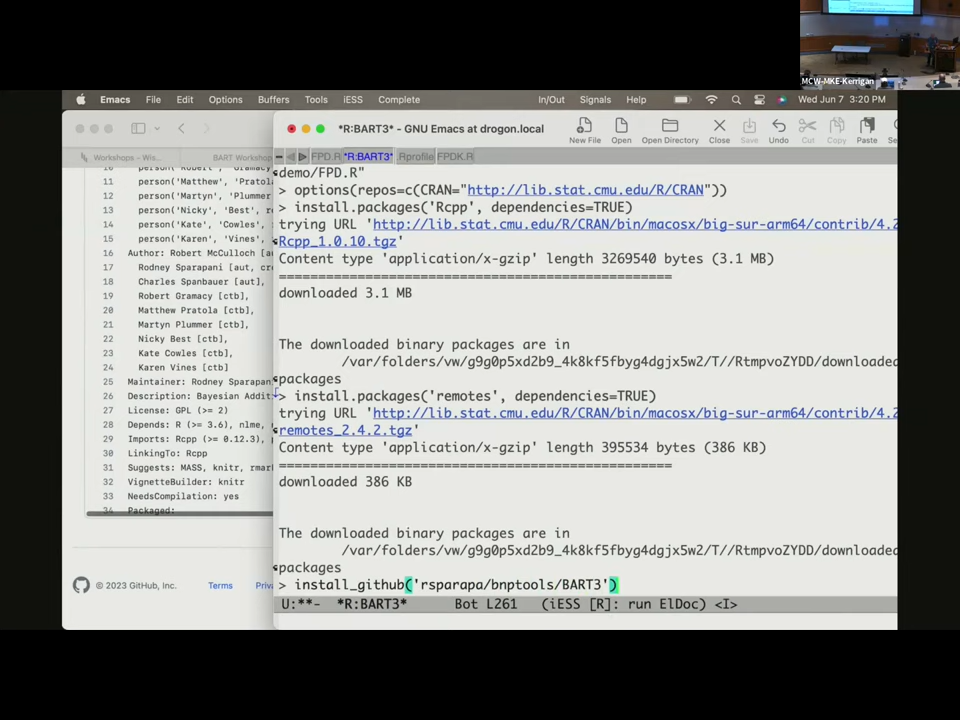 MCW-MKE-Kerrigan
Emacs File Edit Options Buffers Tools iESS Complete In/Out Signals Help Wed Jun 7 3:20 PM
*R:BART3* - GNU Emacs at drogon.local
New File Open Open Directory Close Save Undo Cut Copy Paste
Workshops – Wis... BART Workshop
FPD.R *R:BART3* .Rprofile FPDK.R
10 person('Robert', 'Gramacy
11 person('Matthew', 'Pratola
12 person('Martyn', 'Plummer
13 person('Nicky', 'Best', r
14 person('Kate', 'Cowles'
15 person('Karen', 'Vines',
16 Author: Robert McCulloch [a
17 Rodney Sparapani [aut, cr
18 Charles Spanbauer [aut],
19 Robert Gramacy [ctb],
20 Matthew Pratola [ctb],
21 Martyn Plummer [ctb],
22 Nicky Best [ctb],
23 Kate Cowles [ctb],
24 Karen Vines [ctb]
25 Maintainer: Rodney Sparapani
26 Description: Bayesian Addit
27 License: GPL (>= 2)
28 Depends: R (>= 3.6), nlme,
29 Imports: Rcpp (>= 0.12.3),
30 LinkingTo: Rcpp
31 Suggests: MASS, knitr, rmar
32 VignetteBuilder: knitr
33 NeedsCompilation: yes
34 Packaged:
© 2023 GitHub, Inc. Terms Priva
demo/FPD.R"
> options(repos=c(CRAN="http://lib.stat.cmu.edu/R/CRAN"))
> install.packages('Rcpp', dependencies=TRUE)
trying URL 'http://lib.stat.cmu.edu/R/CRAN/bin/macosx/big-sur-arm64/contrib/4.2
Rcpp_1.0.10.tgz'
Content type 'application/x-gzip' length 3269540 bytes (3.1 MB)
==================================================
downloaded 3.1 MB
The downloaded binary packages are in
/var/folders/vw/g9g0p5xd2b9_4k8kf5fbyg4dgjx5w2/T//RtmpvoZYDD/downloaded
packages
> install.packages('remotes', dependencies=TRUE)
trying URL 'http://lib.stat.cmu.edu/R/CRAN/bin/macosx/big-sur-arm64/contrib/4.2
remotes_2.4.2.tgz'
Content type 'application/x-gzip' length 395534 bytes (386 KB)
==================================================
downloaded 386 KB
The downloaded binary packages are in
/var/folders/vw/g9g0p5xd2b9_4k8kf5fbyg4dgjx5w2/T//RtmpvoZYDD/downloaded
packages
> install_github('rsparapa/bnptools/BART3')
U:**- *R:BART3* Bot L261 (iESS [R]: run ElDoc) <I>